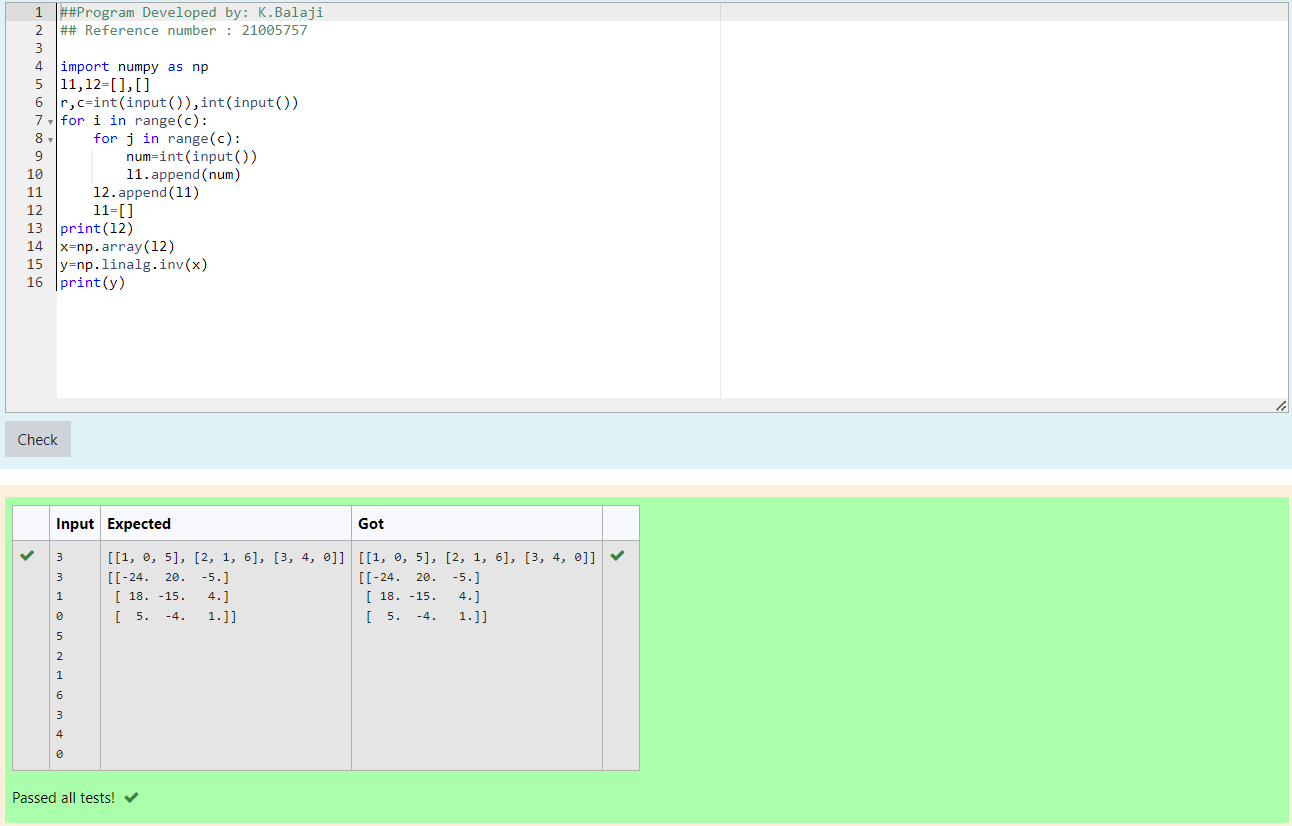 1 ##Program Developed by: K.Balaji
2 ## Reference number : 21005757
3
4 import numpy as np
5 l1,l2=[],[]
6 r,c=int(input()),int(input())
7 for i in range(c):
8     for j in range(c):
9         num=int(input())
10         l1.append(num)
11     l2.append(l1)
12     l1=[]
13 print(l2)
14 x=np.array(l2)
15 y=np.linalg.inv(x)
16 print(y)
Check
Input Expected Got
3 [[1, 0, 5], [2, 1, 6], [3, 4, 0]] [[1, 0, 5], [2, 1, 6], [3, 4, 0]]
3 [[-24.  20.  -5.] [[-24.  20.  -5.]
1 [ 18. -15.   4.] [ 18. -15.   4.]
0 [  5.  -4.   1.]] [  5.  -4.   1.]]
5
2
1
6
3
4
0
Passed all tests!